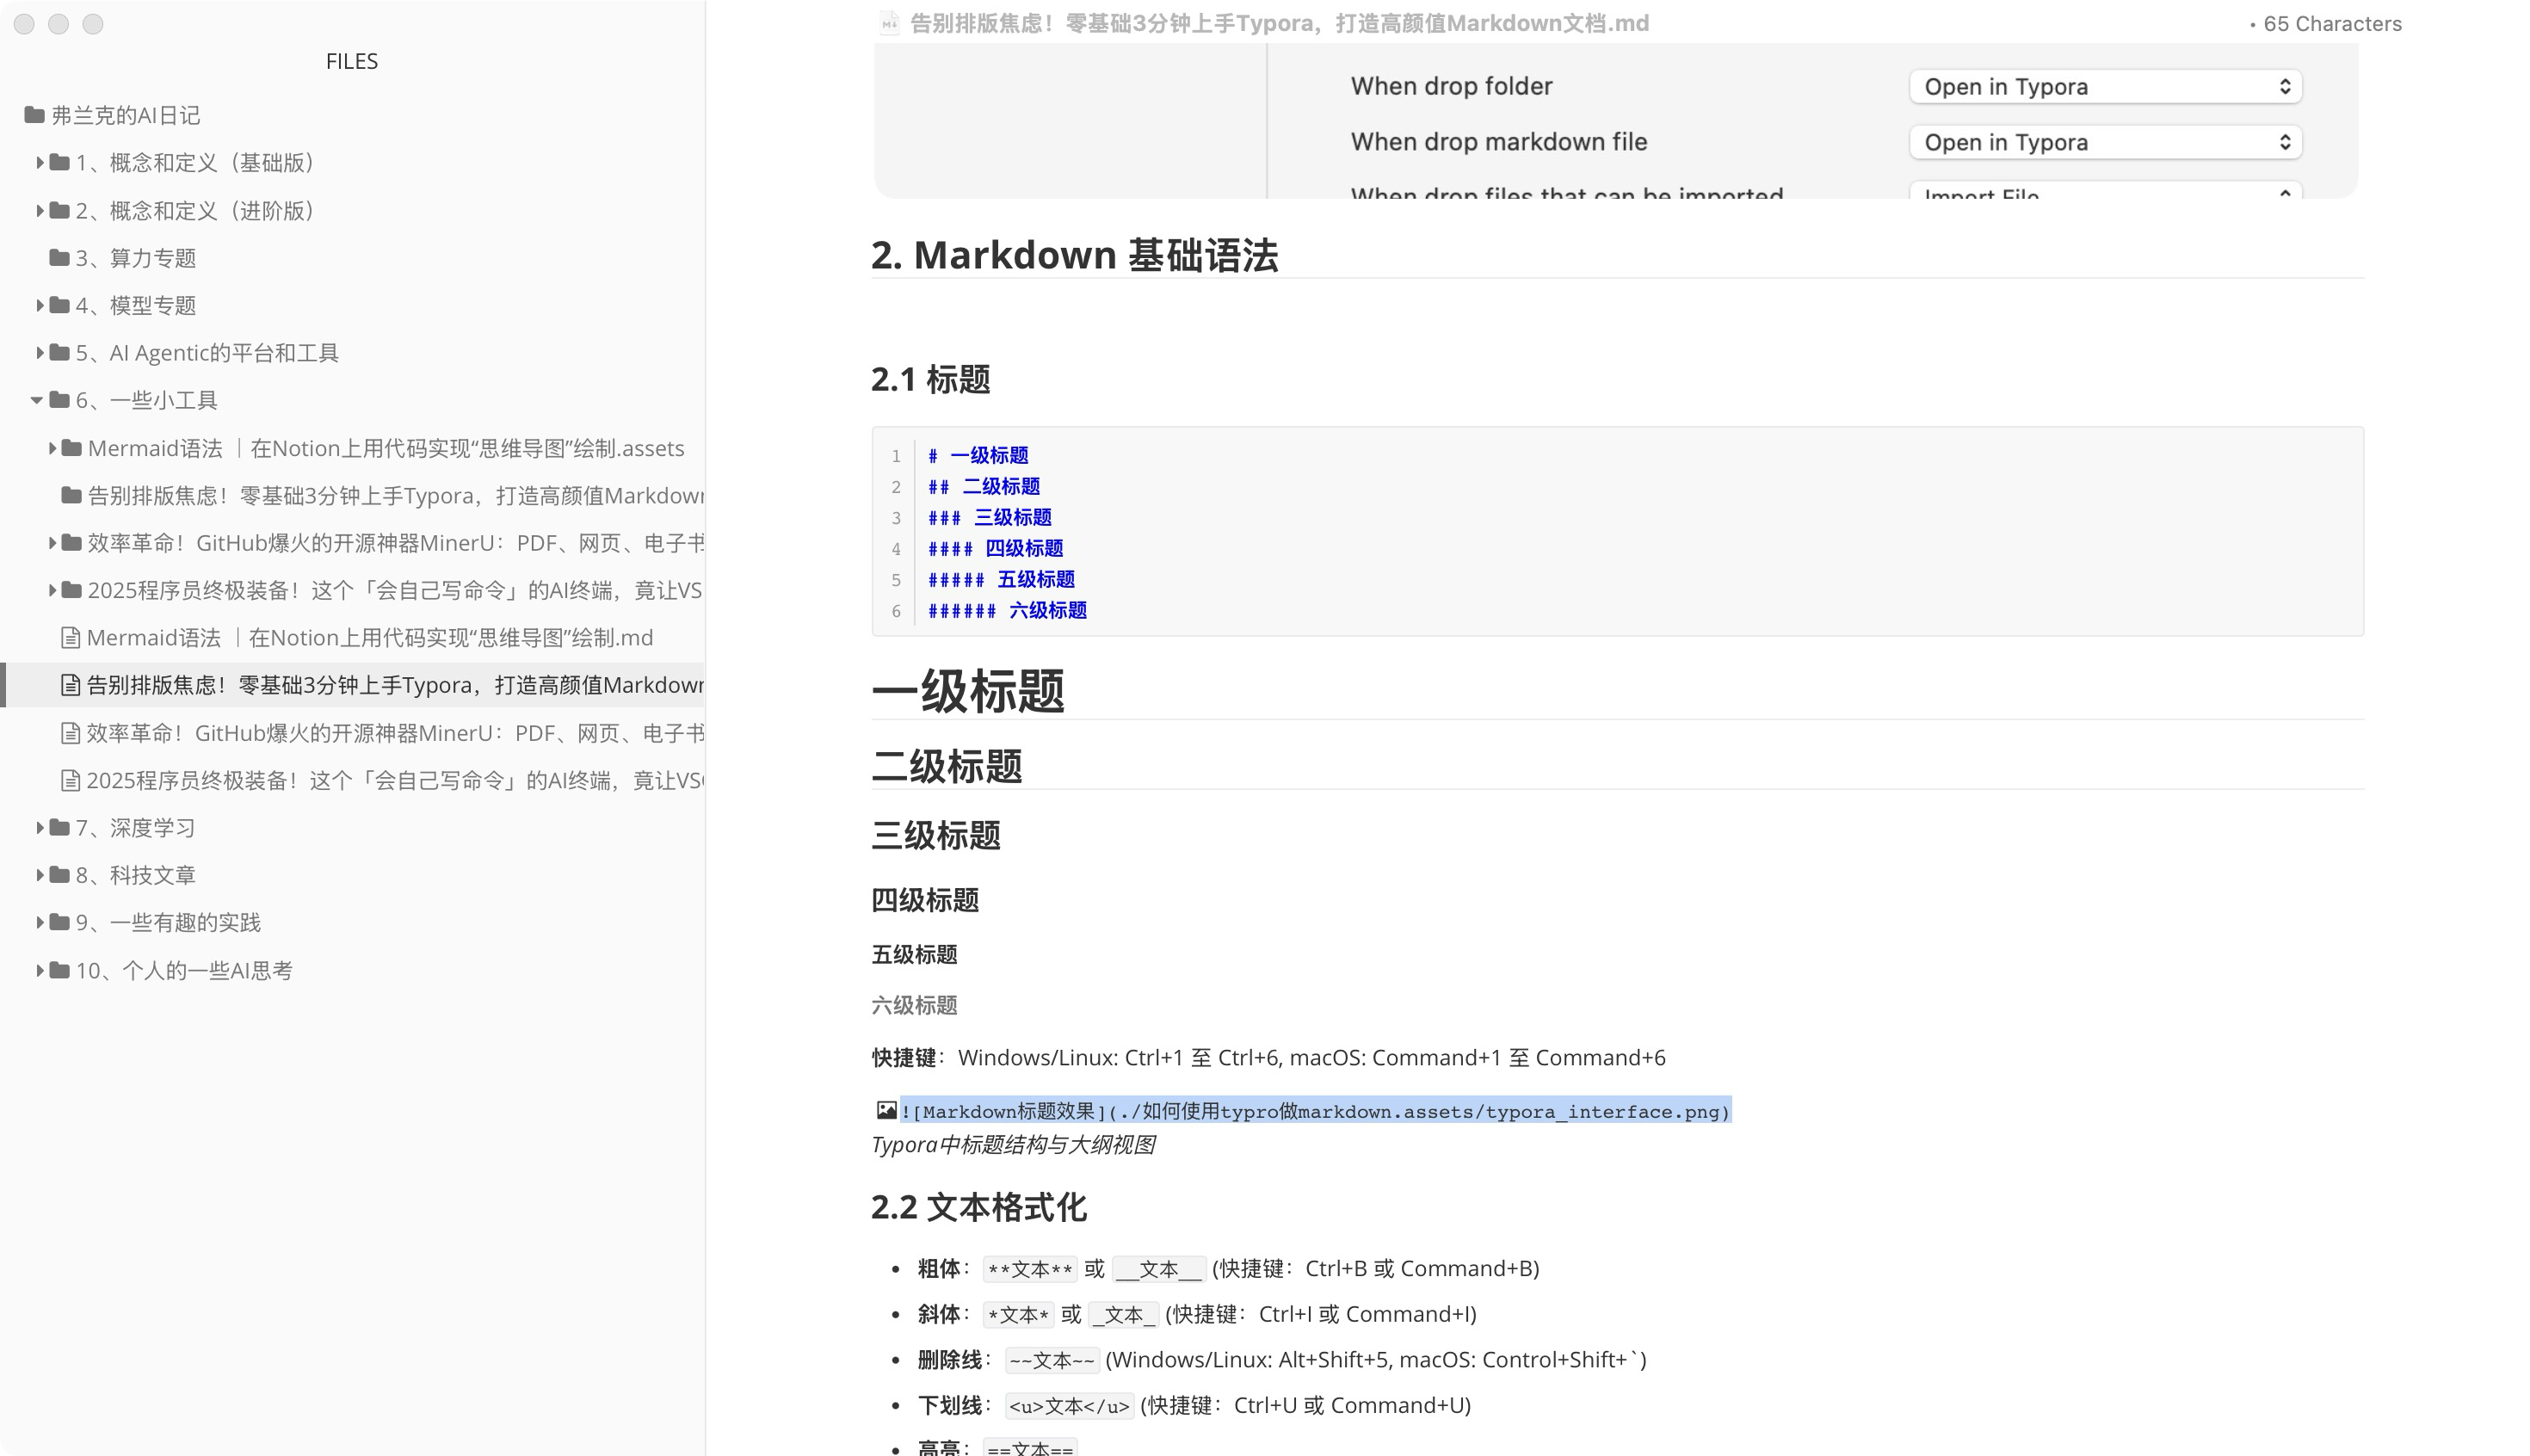 告别排版焦虑！零基础3分钟上手Typora，打造高颜值Markdown文档.md
• 65 Characters
FILES
弗兰克的AI日记
1、概念和定义（基础版）
2、概念和定义（进阶版）
3、算力专题
4、模型专题
5、AI Agentic的平台和工具
6、一些小工具
Mermaid语法 ｜在Notion上用代码实现“思维导图”绘制.assets
告别排版焦虑！零基础3分钟上手Typora，打造高颜值Markdown
效率革命！GitHub爆火的开源神器MinerU：PDF、网页、电子书
2025程序员终极装备！这个「会自己写命令」的AI终端，竟让VS
Mermaid语法 ｜在Notion上用代码实现“思维导图”绘制.md
告别排版焦虑！零基础3分钟上手Typora，打造高颜值Markdown
效率革命！GitHub爆火的开源神器MinerU：PDF、网页、电子书
2025程序员终极装备！这个「会自己写命令」的AI终端，竟让VS
7、深度学习
8、科技文章
9、一些有趣的实践
10、个人的一些AI思考
When drop folder Open in Typora
When drop markdown file Open in Typora
When drop files that can be imported Import File
2. Markdown 基础语法
2.1 标题
1 # 一级标题
2 ## 二级标题
3 ### 三级标题
4 #### 四级标题
5 ##### 五级标题
6 ###### 六级标题
一级标题
二级标题
三级标题
四级标题
五级标题
六级标题
快捷键：Windows/Linux: Ctrl+1 至 Ctrl+6, macOS: Command+1 至 Command+6
![Markdown标题效果](./如何使用typro做markdown.assets/typora_interface.png)
Typora中标题结构与大纲视图
2.2 文本格式化
• 粗体：**文本** 或 __文本__ (快捷键：Ctrl+B 或 Command+B)
• 斜体：*文本* 或 _文本_ (快捷键：Ctrl+I 或 Command+I)
• 删除线：~~文本~~ (Windows/Linux: Alt+Shift+5, macOS: Control+Shift+`)
• 下划线：<u>文本</u> (快捷键：Ctrl+U 或 Command+U)
• 高亮：==文本==